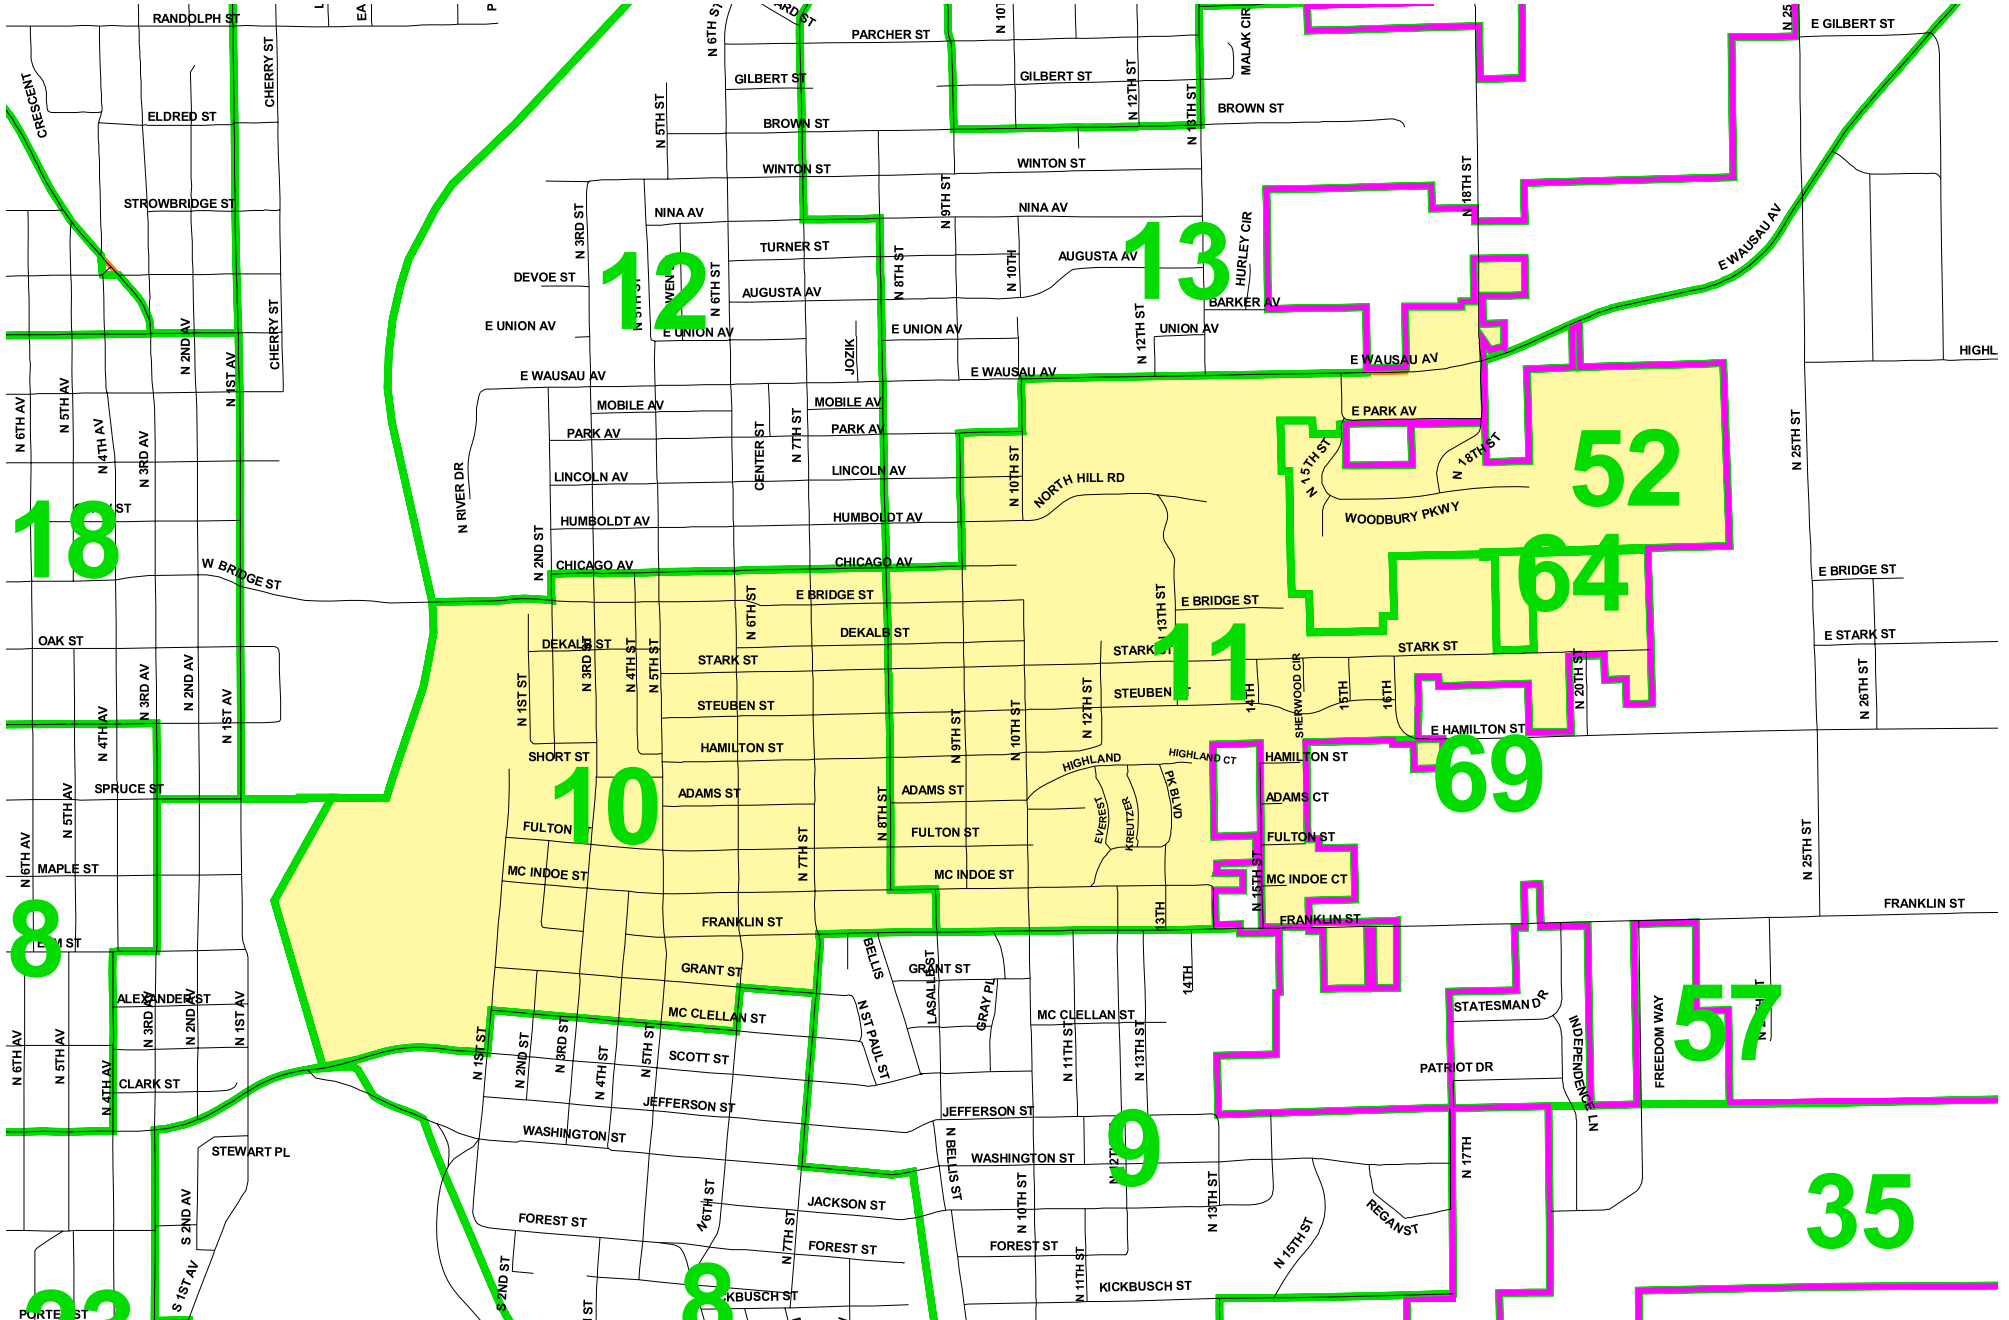 RANDOLPH ST
CHERRY ST
N 6TH ST
PARCHER ST
MALAK CIR
E GILBERT ST
CRESCENT
GILBERT ST
GILBERT ST
N 12TH ST
N 13TH ST
ELDRED ST
N 5TH ST
BROWN ST
BROWN ST
WINTON ST
WINTON ST
N 18TH ST
STROWBRIDGE ST
N 3RD ST
NINA AV
N 9TH ST
NINA AV
HURLEY CIR
E WAUSAU AV
12
13
TURNER ST
N 8TH ST
N 10TH
AUGUSTA AV
DEVOE ST
N 6TH ST
AUGUSTA AV
BARKER AV
CHERRY ST
N 2ND AV
E UNION AV
E UNION AV
E UNION AV
N 12TH ST
UNION AV
JOZIK
N 1ST AV
E WAUSAU AV
E WAUSAU AV
E WAUSAU AV
N 6TH AV
N 5TH AV
N 4TH AV
N 3RD AV
MOBILE AV
MOBILE AV
E PARK AV
PARK AV
CENTER ST
N 7TH ST
PARK AV
N 15TH ST
N 18TH ST
N 25TH ST
52
N RIVER DR
LINCOLN AV
LINCOLN AV
N 10TH ST
NORTH HILL RD
18
HUMBOLDT AV
HUMBOLDT AV
WOODBURY PKWY
N 2ND ST
CHICAGO AV
CHICAGO AV
64
W BRIDGE ST
N 6TH ST
E BRIDGE ST
N 13TH ST
E BRIDGE ST
E BRIDGE ST
OAK ST
DEKALB ST
N 3RD ST
N 4TH ST
N 5TH ST
DEKALB ST
STARK ST
11
STARK ST
E STARK ST
STARK ST
N 3RD AV
N 2ND AV
N 1ST AV
N 1ST ST
STEUBEN ST
N 12TH ST
14TH
SHERWOOD CIR
15TH
16TH
N 20TH ST
N 26TH ST
STEUBEN ST
N 4TH AV
SHORT ST
HAMILTON ST
N 9TH ST
N 10TH ST
HIGHLAND
HIGHLAND CT
HAMILTON ST
E HAMILTON ST
69
SPRUCE ST
N 5TH AV
10
ADAMS ST
ADAMS ST
EVEREST
KREUTZER
PK BLVD
ADAMS CT
N 6TH AV
FULTON
N 7TH ST
N 8TH ST
FULTON ST
FULTON ST
MAPLE ST
MC INDOE ST
MC INDOE ST
N 15TH ST
MC INDOE CT
N 25TH ST
8
FRANKLIN ST
13TH
FRANKLIN ST
FRANKLIN ST
BELLIS
LASALLE ST
GRANT ST
GRANT ST
GRAY PL
14TH
ALEXANDER ST
N 3RD AV
N 2ND AV
N 1ST AV
N 6TH AV
N 5TH AV
N 4TH AV
MC CLELLAN ST
N ST PAUL ST
MC CLELLAN ST
STATESMAN DR
INDEPENDENCE LN
FREEDOM WAY
57
N 1ST ST
N 2ND ST
N 3RD ST
N 4TH ST
N 5TH ST
SCOTT ST
N 11TH ST
N 13TH ST
PATRIOT DR
CLARK ST
JEFFERSON ST
JEFFERSON ST
9
STEWART PL
WASHINGTON ST
N BELLIS ST
WASHINGTON ST
N 17TH
S 2ND AV
N 6TH ST
JACKSON ST
N 10TH ST
N 13TH ST
REGAN ST
35
FOREST ST
N 7TH ST
FOREST ST
FOREST ST
N 11TH ST
N 15TH ST
S 1ST AV
S 2ND ST
8
KICKBUSCH ST